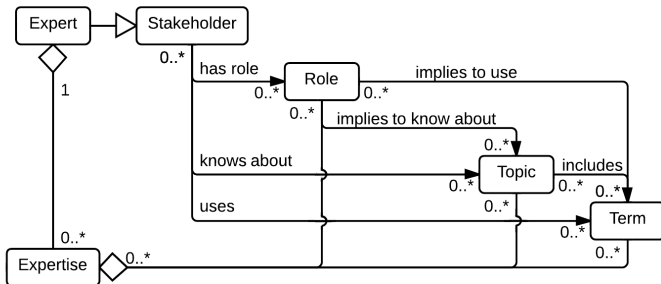 Expert
Stakeholder
0..*
has role
Role
implies to use
0..*
0..*
1
0..*
implies to know about
0..*
knows about
Topic
includes
0..*
0..*
0..*
uses
0..*
Term
0..*
0..*
0..*
Expertise
0..*